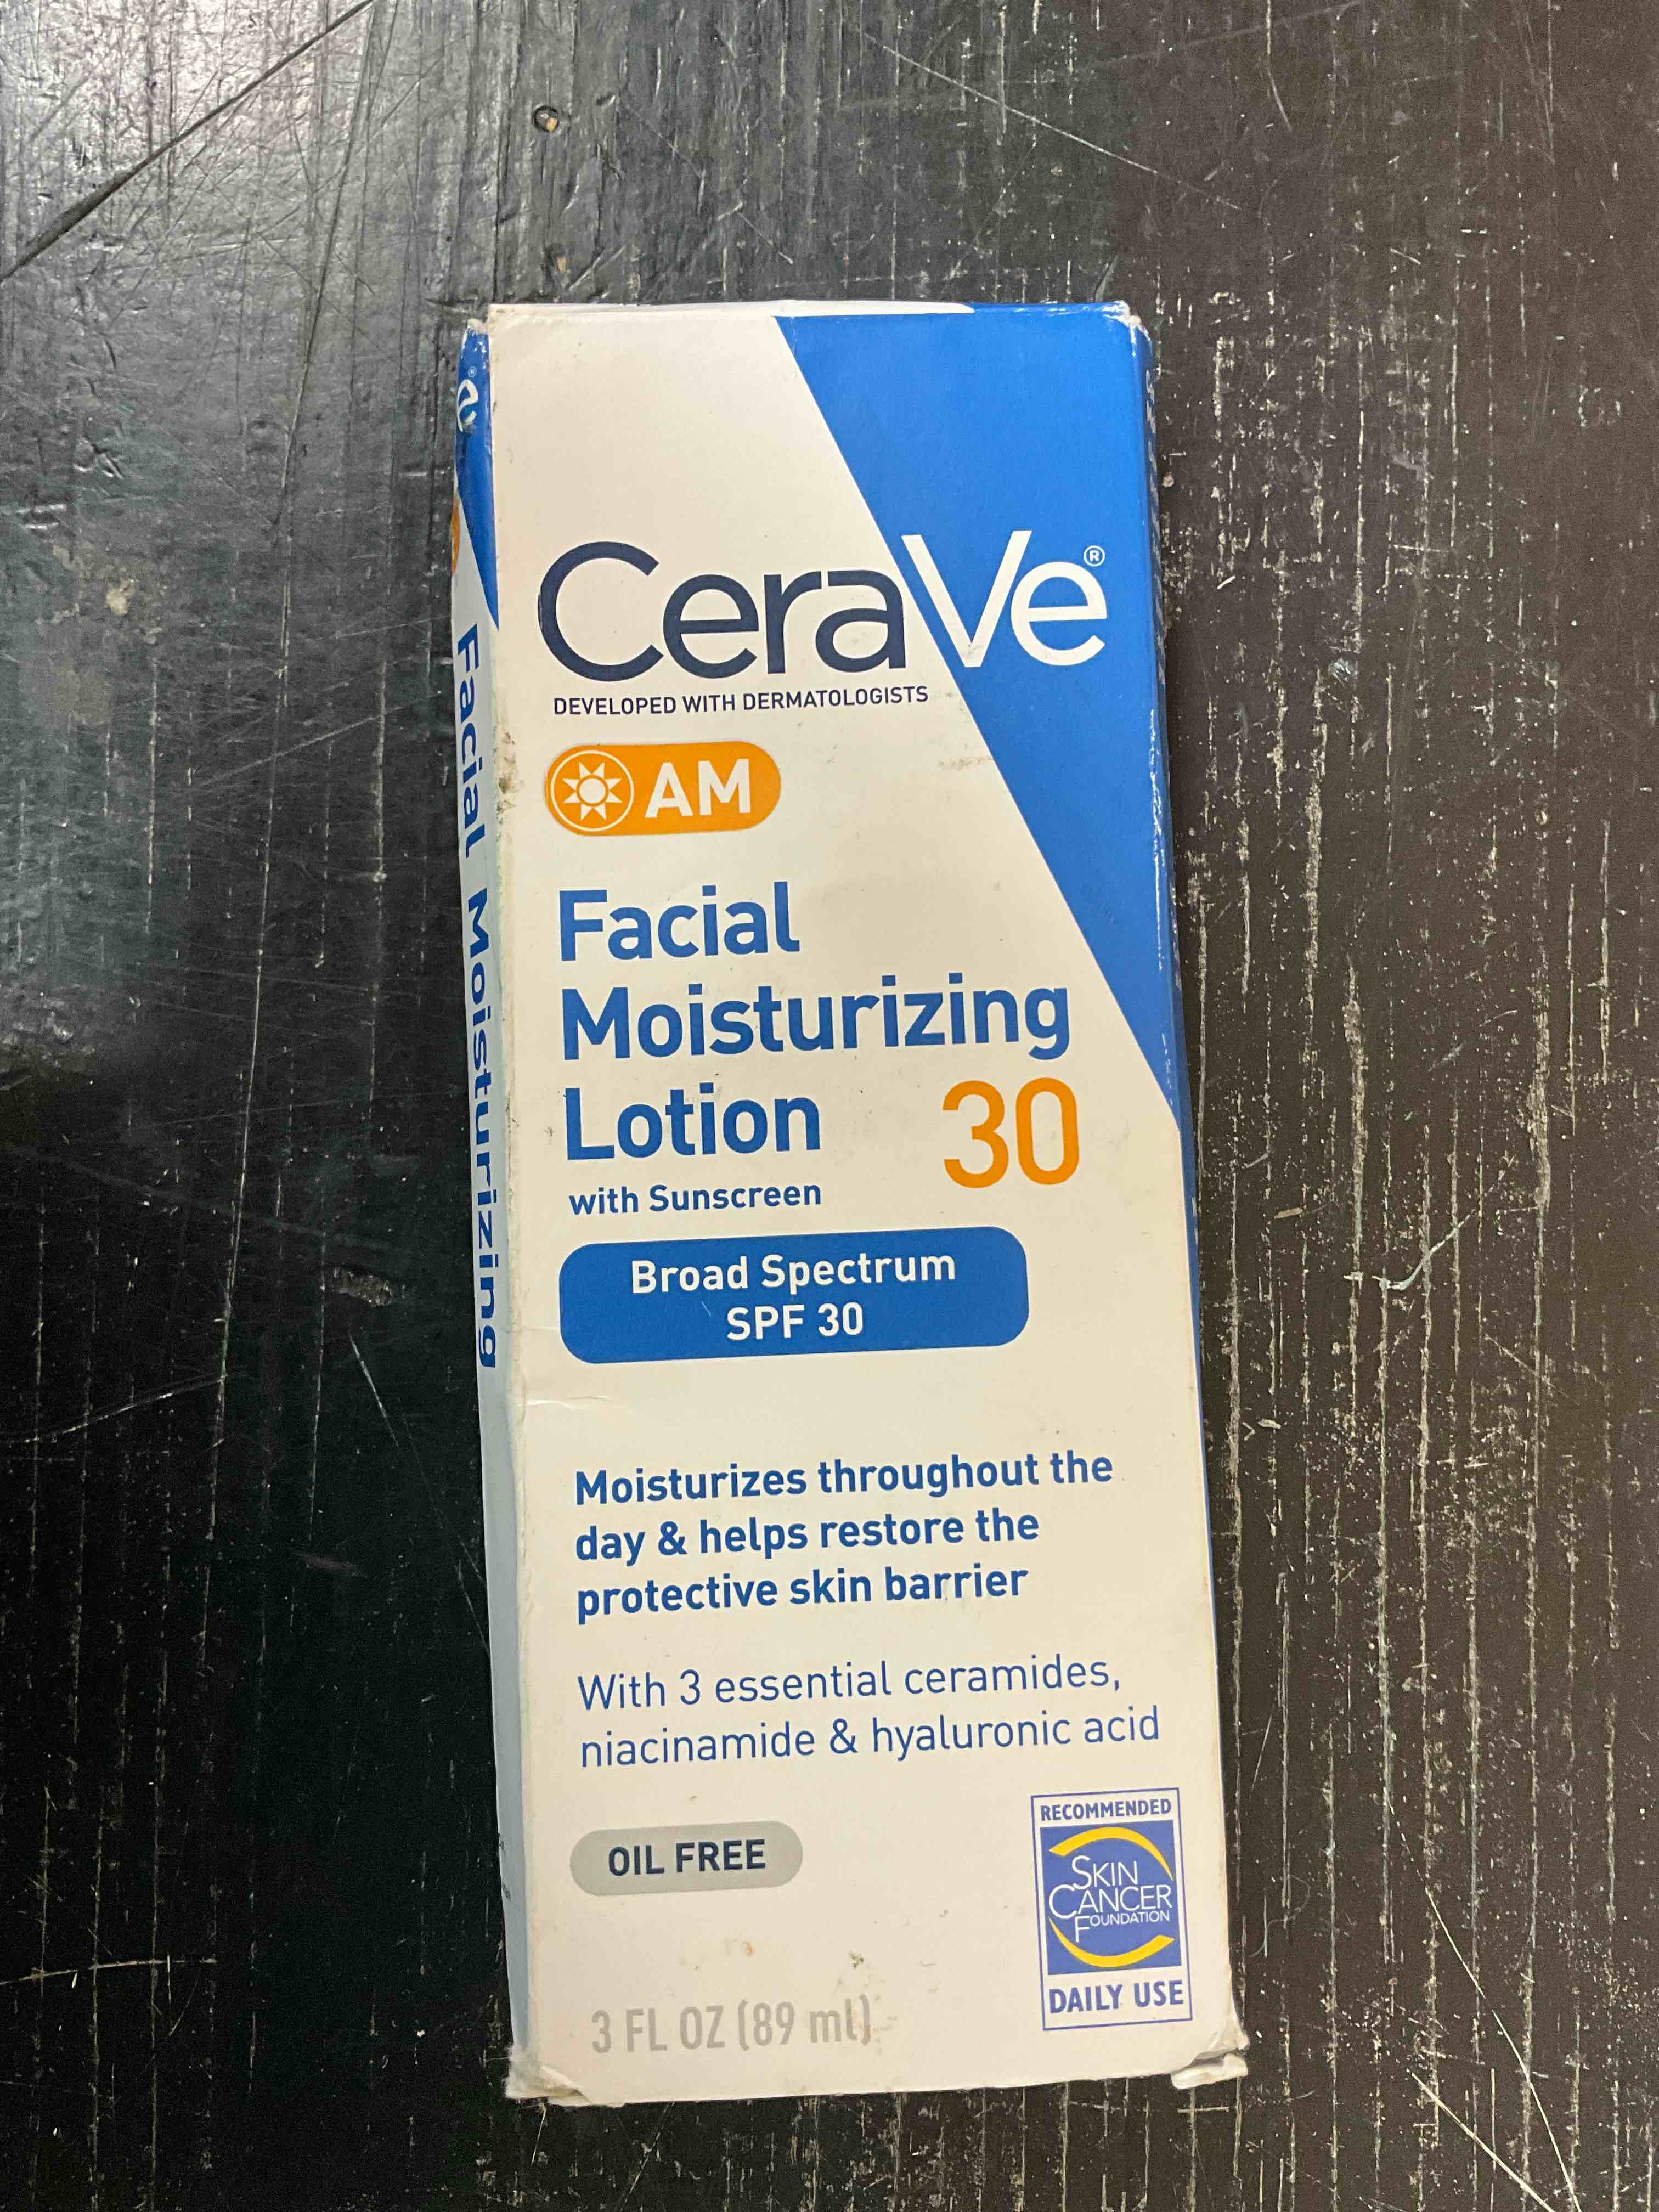 CeraVe®
DEVELOPED WITH DERMATOLOGISTS
AM
Facial
Moisturizing
Lotion 30
with Sunscreen
Broad Spectrum
SPF 30
Moisturizes throughout the
day & helps restore the
protective skin barrier
With 3 essential ceramides,
niacinamide & hyaluronic acid
OIL FREE
3 FL OZ (89 ml)
RECOMMENDED
SKIN
CANCER
FOUNDATION
DAILY USE
Facial Moisturizing